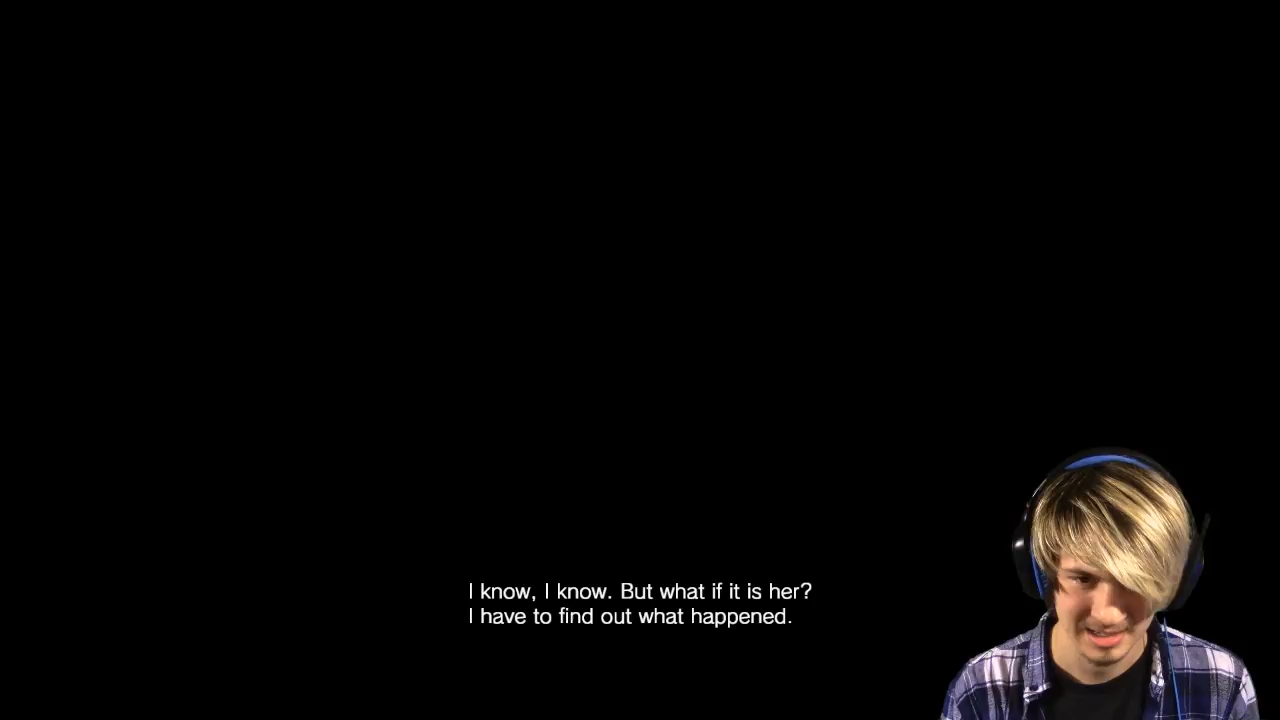 I know, I know. But what if it is her?
I have to find out what happened.